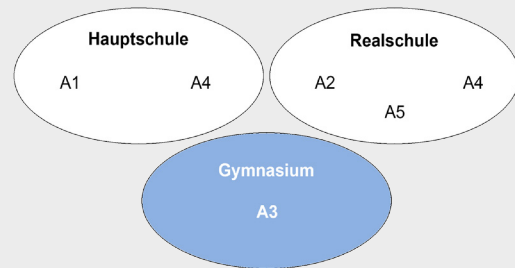 Hauptschule
A1 A4
Realschule
A2 A4
A5
Gymnasium
A3